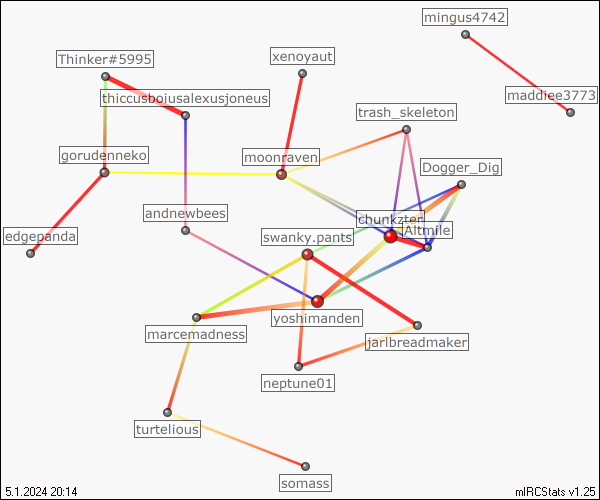 mingus4742
Thinker#5995
xenoyaut
maddiee3773
thiccusboiusalexusjoneus
trash_skeleton
gorudenneko
moonraven
Dogger_Dig
andnewbees
chunkzter
Altmile
edgepanda
swanky.pants
yoshimanden
marcemadness
jarlbreadmaker
neptune01
turtelious
somass
5.1.2024 20:14
mIRCStats v1.25